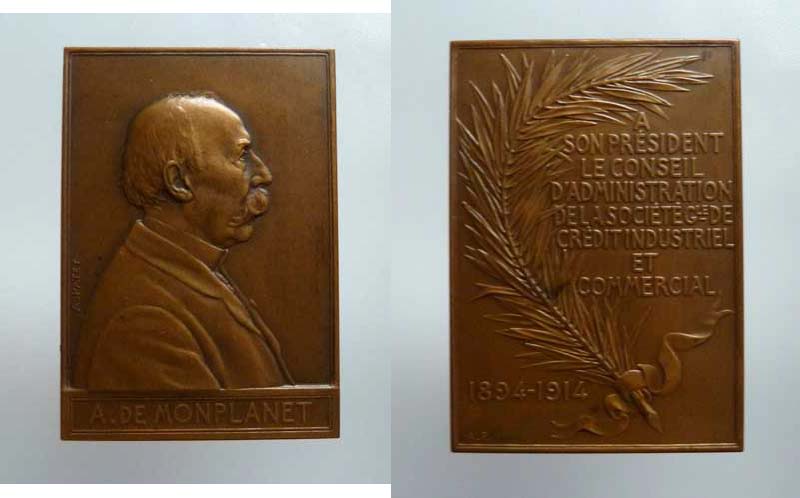 A. DE MONPLANET
A
SON PRÉSIDENT
LE CONSEIL
D'ADMINISTRATION
DE LA SOCIÉTÉ Gˡᵉ DE
CRÉDIT INDUSTRIEL
ET
COMMERCIAL
1894-1914